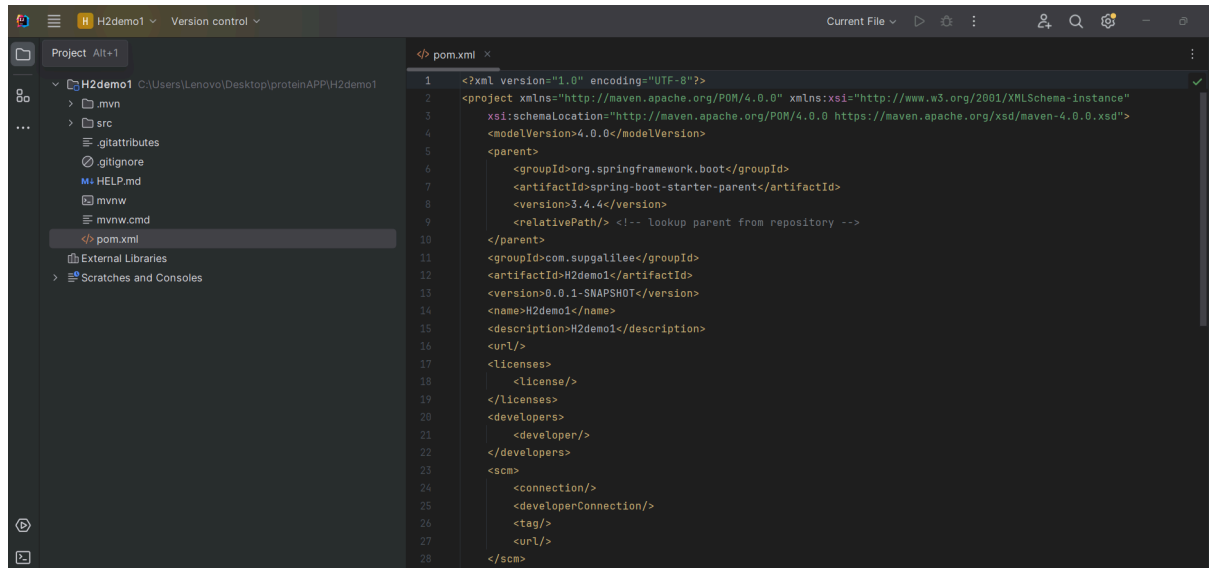 H H2demo1 Version control Current File
Project Alt+1
pom.xml
H2demo1 C:\Users\Lenovo\Desktop\proteinAPP\H2demo1
.mvn
src
.gitattributes
.gitignore
M↓ HELP.md
mvnw
mvnw.cmd
</> pom.xml
External Libraries
Scratches and Consoles
1 <?xml version="1.0" encoding="UTF-8"?>
2 <project xmlns="http://maven.apache.org/POM/4.0.0" xmlns:xsi="http://www.w3.org/2001/XMLSchema-instance"
3 xsi:schemaLocation="http://maven.apache.org/POM/4.0.0 https://maven.apache.org/xsd/maven-4.0.0.xsd">
4 <modelVersion>4.0.0</modelVersion>
5 <parent>
6 <groupId>org.springframework.boot</groupId>
7 <artifactId>spring-boot-starter-parent</artifactId>
8 <version>3.4.4</version>
9 <relativePath/> <!-- lookup parent from repository -->
10 </parent>
11 <groupId>com.supgalilee</groupId>
12 <artifactId>H2demo1</artifactId>
13 <version>0.0.1-SNAPSHOT</version>
14 <name>H2demo1</name>
15 <description>H2demo1</description>
16 <url/>
17 <licenses>
18 <license/>
19 </licenses>
20 <developers>
21 <developer/>
22 </developers>
23 <scm>
24 <connection/>
25 <developerConnection/>
26 <tag/>
27 <url/>
28 </scm>